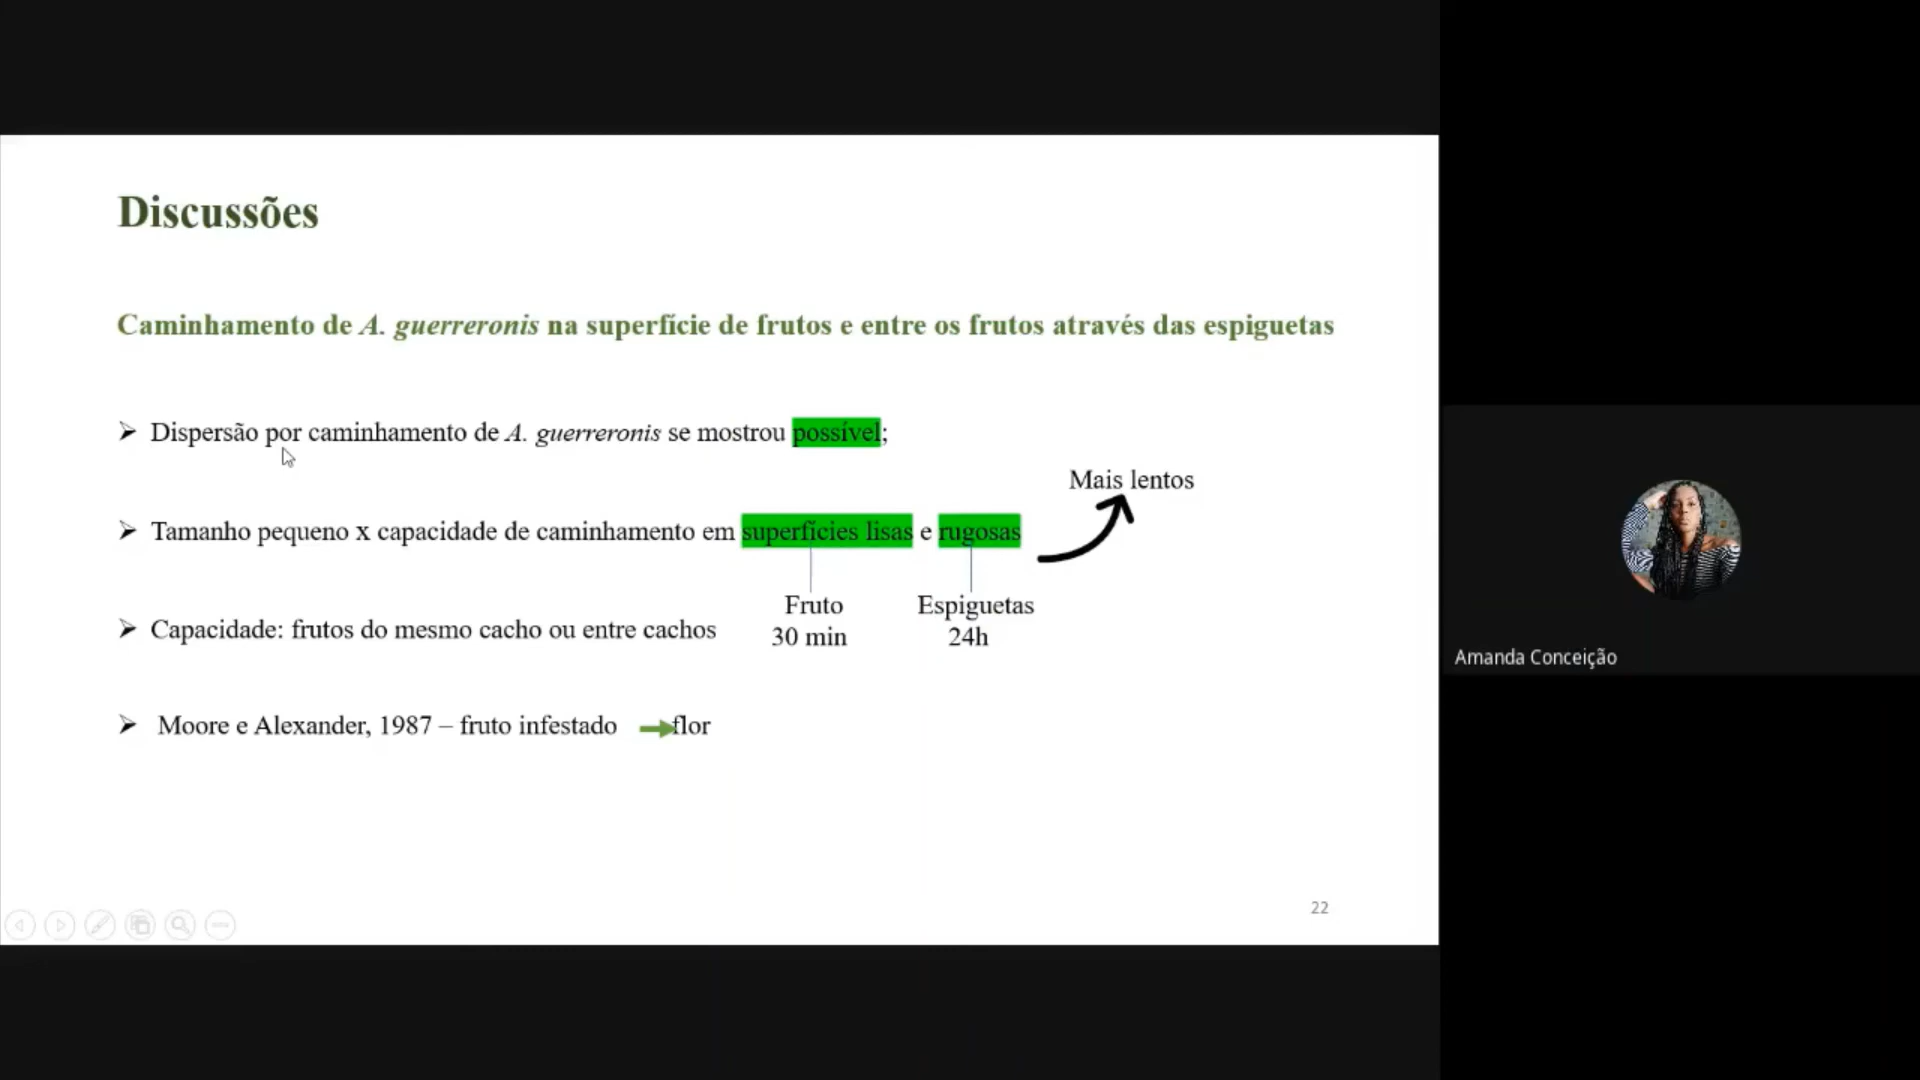 Discussões
Caminhamento de A. guerreronis na superfície de frutos e entre os frutos através das espiguetas
➢ Dispersão por caminhamento de A. guerreronis se mostrou possível;
Mais lentos
➢ Tamanho pequeno x capacidade de caminhamento em superfícies lisas e rugosas
Fruto
30 min
Espiguetas
24h
➢ Capacidade: frutos do mesmo cacho ou entre cachos
➢ Moore e Alexander, 1987 – fruto infestado flor
22
Amanda Conceição